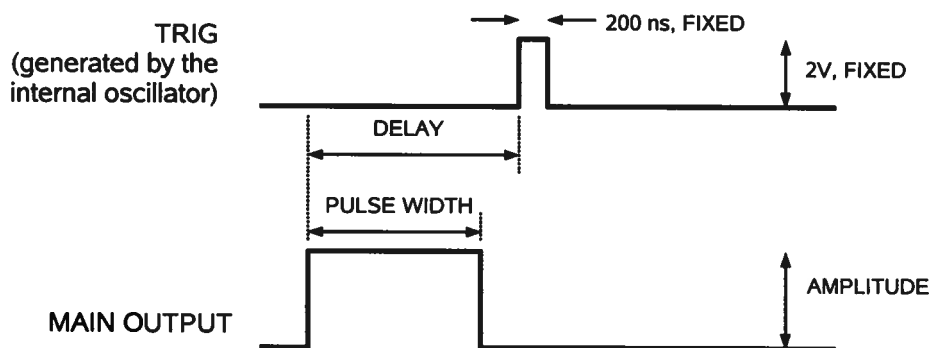 TRIG
(generated by the
internal oscillator)
200 ns, FIXED
2V, FIXED
DELAY
PULSE WIDTH
AMPLITUDE
MAIN OUTPUT